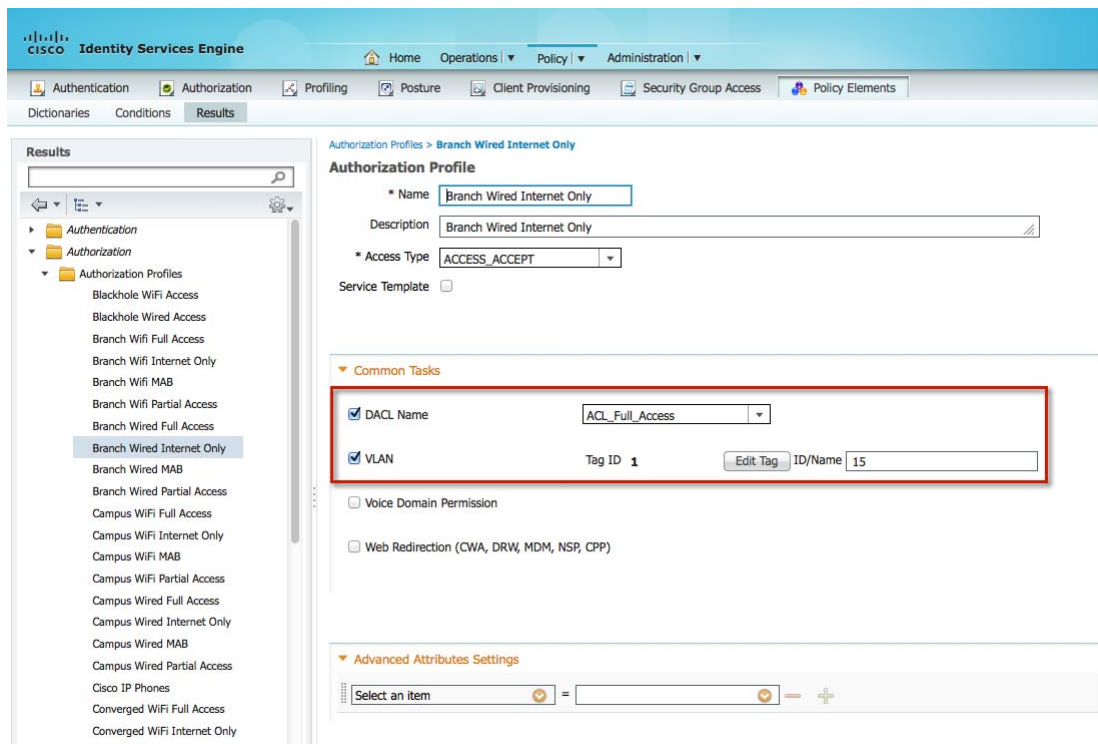 cisco Identity Services Engine
Home Operations Policy Administration
Authentication Authorization Profiling Posture Client Provisioning Security Group Access Policy Elements
Dictionaries Conditions Results
Results
Authentication
Authorization
Authorization Profiles
Blackhole WiFi Access
Blackhole Wired Access
Branch Wifi Full Access
Branch Wifi Internet Only
Branch Wifi MAB
Branch Wifi Partial Access
Branch Wired Full Access
Branch Wired Internet Only
Branch Wired MAB
Branch Wired Partial Access
Campus WiFi Full Access
Campus WiFi Internet Only
Campus WiFi MAB
Campus WiFi Partial Access
Campus Wired Full Access
Campus Wired Internet Only
Campus Wired MAB
Campus Wired Partial Access
Cisco IP Phones
Converged WiFi Full Access
Converged WiFi Internet Only
Authorization Profiles > Branch Wired Internet Only
Authorization Profile
* Name Branch Wired Internet Only
Description Branch Wired Internet Only
* Access Type ACCESS_ACCEPT
Service Template
Common Tasks
DACL Name ACL_Full_Access
VLAN Tag ID 1 Edit Tag ID/Name 15
Voice Domain Permission
Web Redirection (CWA, DRW, MDM, NSP, CPP)
Advanced Attributes Settings
Select an item =